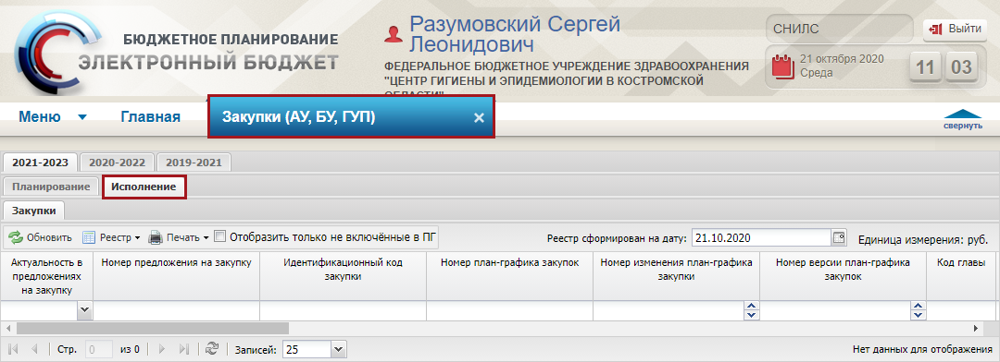 БЮДЖЕТНОЕ ПЛАНИРОВАНИЕ
ЭЛЕКТРОННЫЙ БЮДЖЕТ
Разумовский Сергей
Леонидович
ФЕДЕРАЛЬНОЕ БЮДЖЕТНОЕ УЧРЕЖДЕНИЕ ЗДРАВООХРАНЕНИЯ
"ЦЕНТР ГИГИЕНЫ И ЭПИДЕМИОЛОГИИ В КОСТРОМСКОЙ
ОБЛАСТИ"
СНИЛС
Выйти
21 октября 2020
Среда
11 03
Меню Главная Закупки (АУ, БУ, ГУП)
свернуть
2021-2023 2020-2022 2019-2021
Планирование Исполнение
Закупки
Обновить Реестр Печать Отобразить только не включённые в ПГ Реестр сформирован на дату: 21.10.2020 Единица измерения: руб.
Актуальность в предложениях на закупку
Номер предложения на закупку
Идентификационный код закупки
Номер план-графика закупок
Номер изменения план-графика закупки
Номер версии план-графика закупок
Код главы
Стр. 0 из 0 Записей: 25 Нет данных для отображения